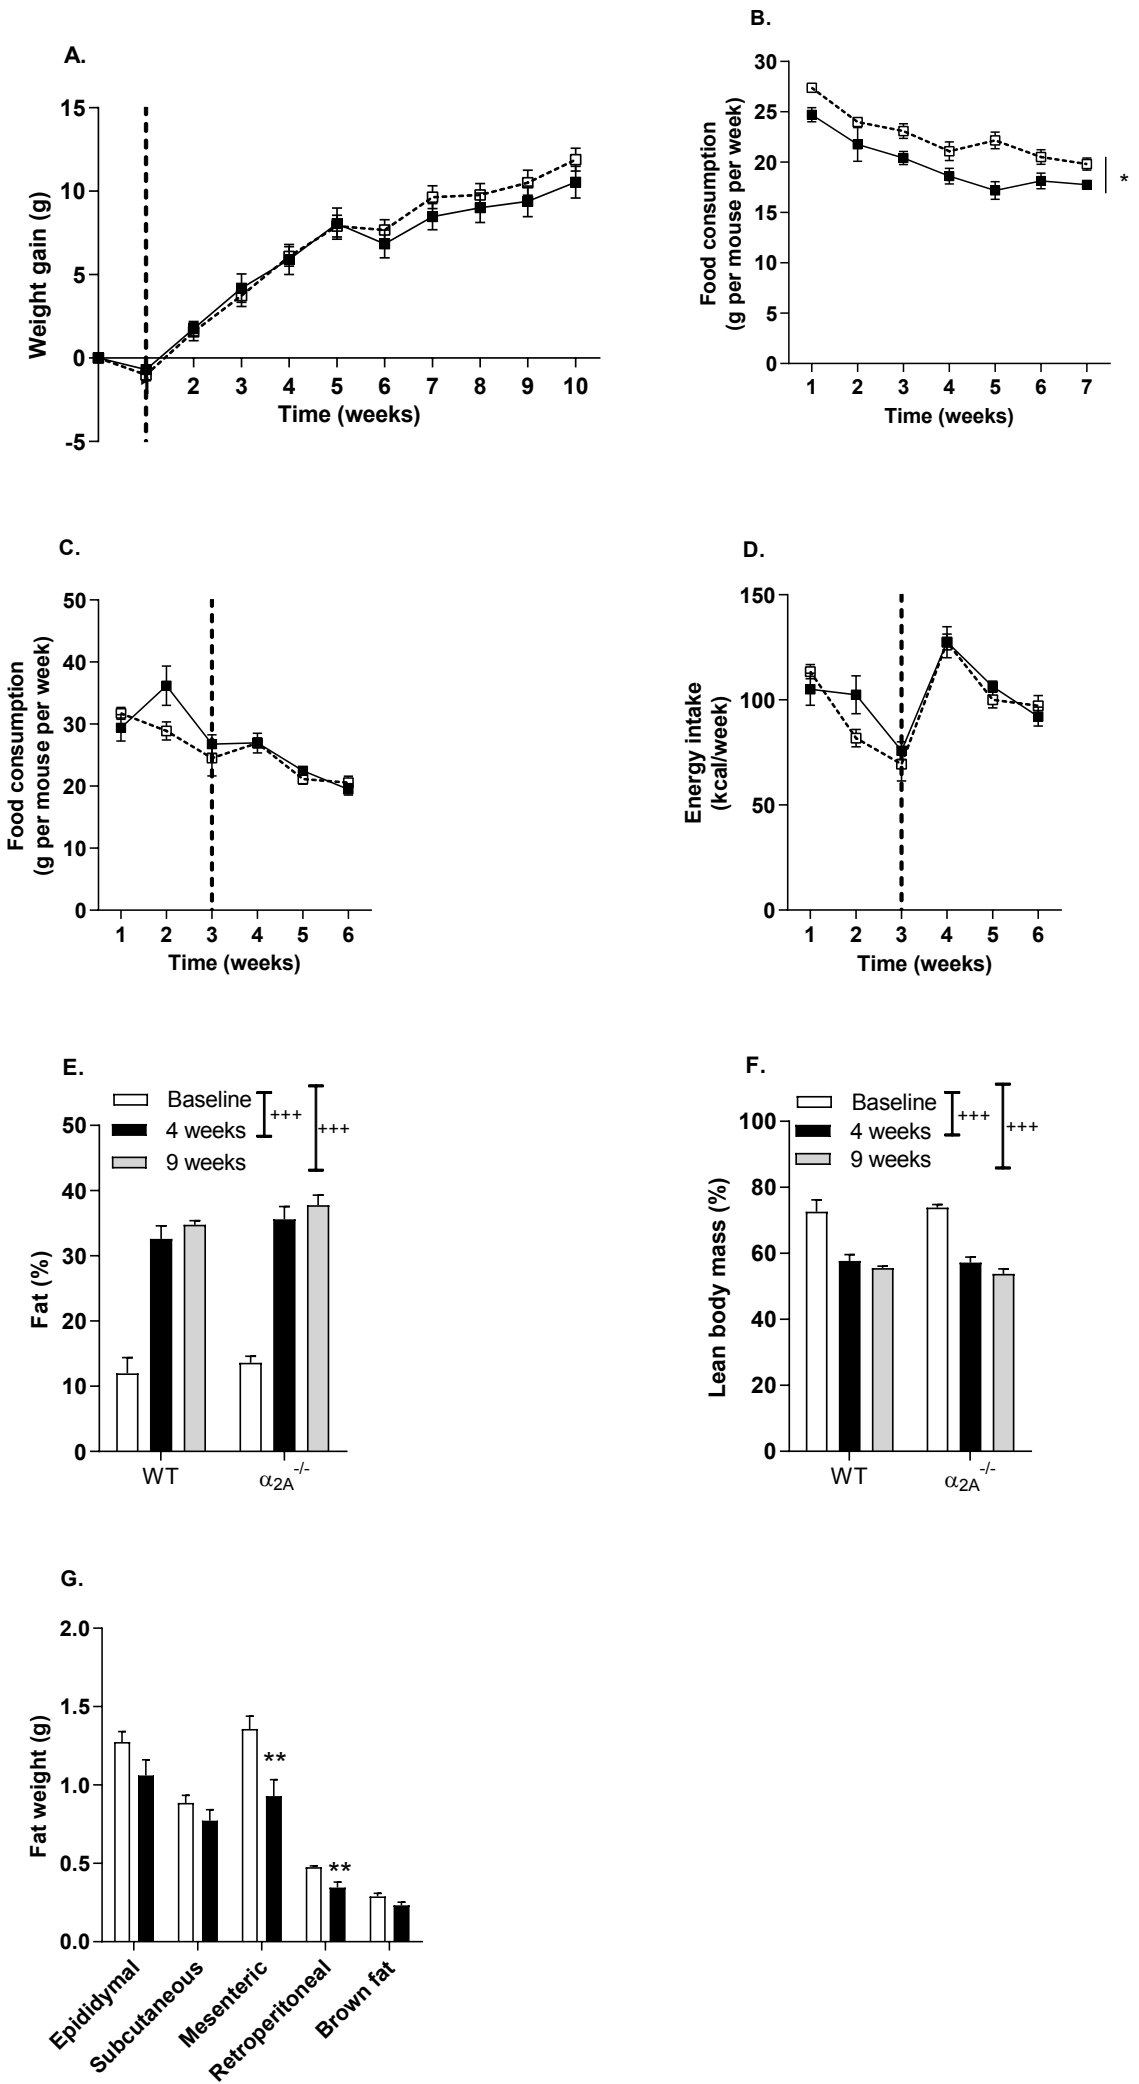 A.
15
10
5
0
-5
Weight gain (g)
2 3 4 5 6 7 8 9 10
Time (weeks)
B.
30
25
20
15
10
5
0
Food consumption
(g per mouse per week)
*
1 2 3 4 5 6 7
Time (weeks)
C.
50
40
30
20
10
0
Food consumption
(g per mouse per week)
1 2 3 4 5 6
Time (weeks)
D.
150
100
50
0
Energy intake
(kcal/week)
1 2 3 4 5 6
Time (weeks)
E.
Baseline
4 weeks
9 weeks
+++
+++
50
40
30
20
10
0
Fat (%)
WT α2A-/-
F.
Baseline
4 weeks
9 weeks
+++
+++
100
80
60
40
20
0
Lean body mass (%)
WT α2A-/-
G.
2.0
1.5
1.0
0.5
0.0
Fat weight (g)
**
**
Epididymal
Subcutaneous
Mesenteric
Retroperitoneal
Brown fat